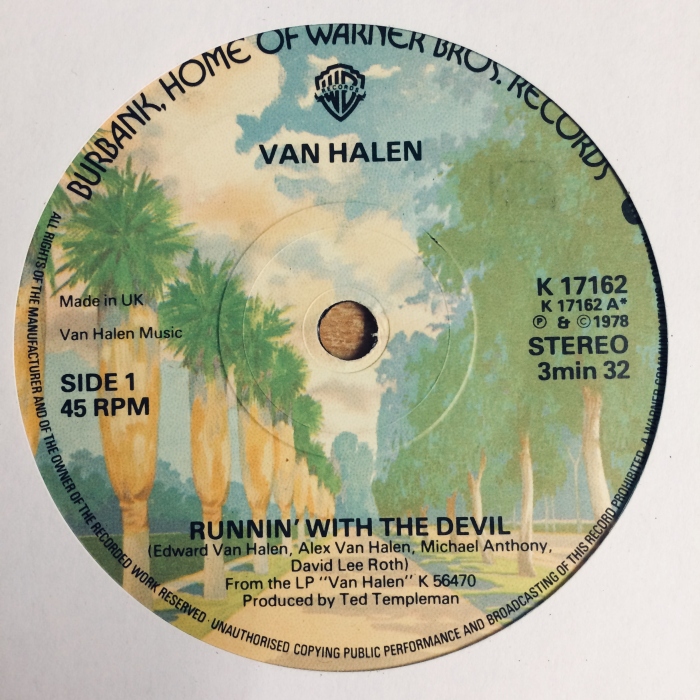 BURBANK, HOME OF WARNER BROS. RECORDS
WB
RECORDS
VAN HALEN
Made in UK
Van Halen Music
SIDE 1
45 RPM
K 17162
K 17162 A*
Ⓟ & © 1978
STEREO
3min 32
RUNNIN' WITH THE DEVIL
(Edward Van Halen, Alex Van Halen, Michael Anthony,
David Lee Roth)
From the LP "Van Halen" K 56470
Produced by Ted Templeman
ALL RIGHTS OF THE MANUFACTURER AND OF THE OWNER OF THE RECORDED WORK RESERVED · UNAUTHORISED COPYING PUBLIC PERFORMANCE AND BROADCASTING OF THIS RECORD PROHIBITED · A WARNER